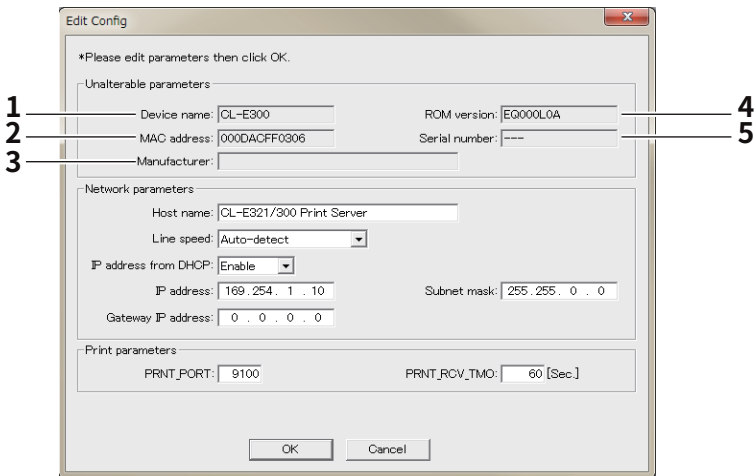 Edit Config
*Please edit parameters then click OK.
Unalterable parameters
1 Device name: CL-E300 ROM version: EQ000L0A 4
2 MAC address: 000DACFF0306 Serial number: --- 5
3 Manufacturer:
Network parameters
Host name: CL-E321/300 Print Server
Line speed: Auto-detect
IP address from DHCP: Enable
IP address: 169.254. 1 . 10 Subnet mask: 255.255. 0 . 0
Gateway IP address: 0 . 0 . 0 . 0
Print parameters
PRNT_PORT: 9100 PRNT_RCV_TMO: 60 [Sec.]
OK Cancel